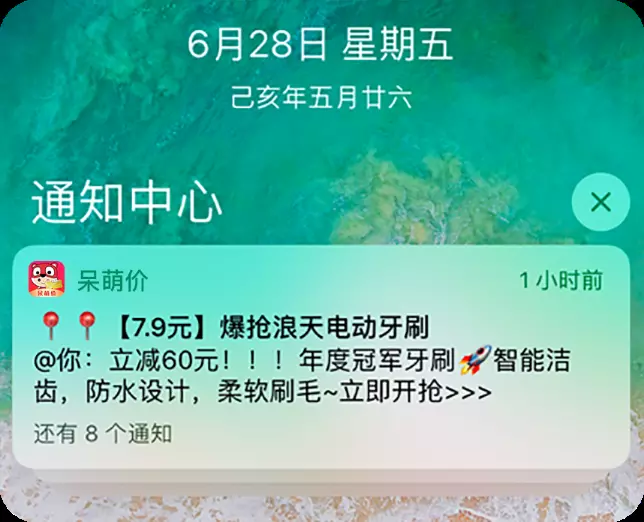 6月28日 星期五
己亥年五月廿六
通知中心
呆萌价
1小时前
📍📍【7.9元】爆抢浪天电动牙刷
@你：立减60元！！！年度冠军牙刷🚀智能洁
齿，防水设计，柔软刷毛~立即开抢>>>
还有 8 个通知